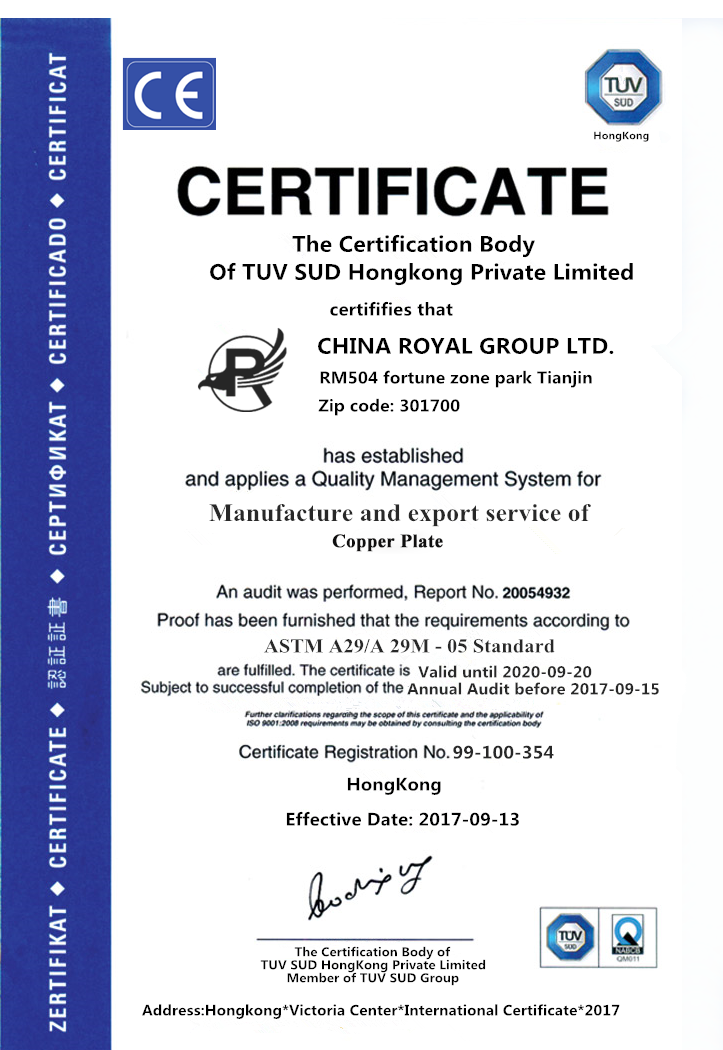 ZERTIFIKAT ◆ CERTIFICATE ◆ 認証証書 ◆ СЕРТИФИКАТ ◆ CERTIFICADO ◆ CERTIFICAT
CE
TUV
SUD
HongKong
CERTIFICATE
The Certification Body
Of TUV SUD Hongkong Private Limited
certififies that
R
CHINA ROYAL GROUP LTD.
RM504 fortune zone park Tianjin
Zip code: 301700
has established
and applies a Quality Management System for
Manufacture and export service of
Copper Plate
An audit was performed, Report No. 20054932
Proof has been furnished that the requirements according to
ASTM A29/A 29M - 05 Standard
are fulfilled. The certificate is Valid until 2020-09-20
Subject to successful completion of the Annual Audit before 2017-09-15
Further clarifications regarding the scope of this certificate and the applicability of
ISO 9001:2008 requirements may be obtained by consulting the certification body
Certificate Registration No. 99-100-354
HongKong
Effective Date: 2017-09-13
The Certification Body of
TUV SUD HongKong Private Limited
Member of TUV SUD Group
TUV
SUD
NABCB
QM011
Address:Hongkong*Victoria Center*International Certificate*2017